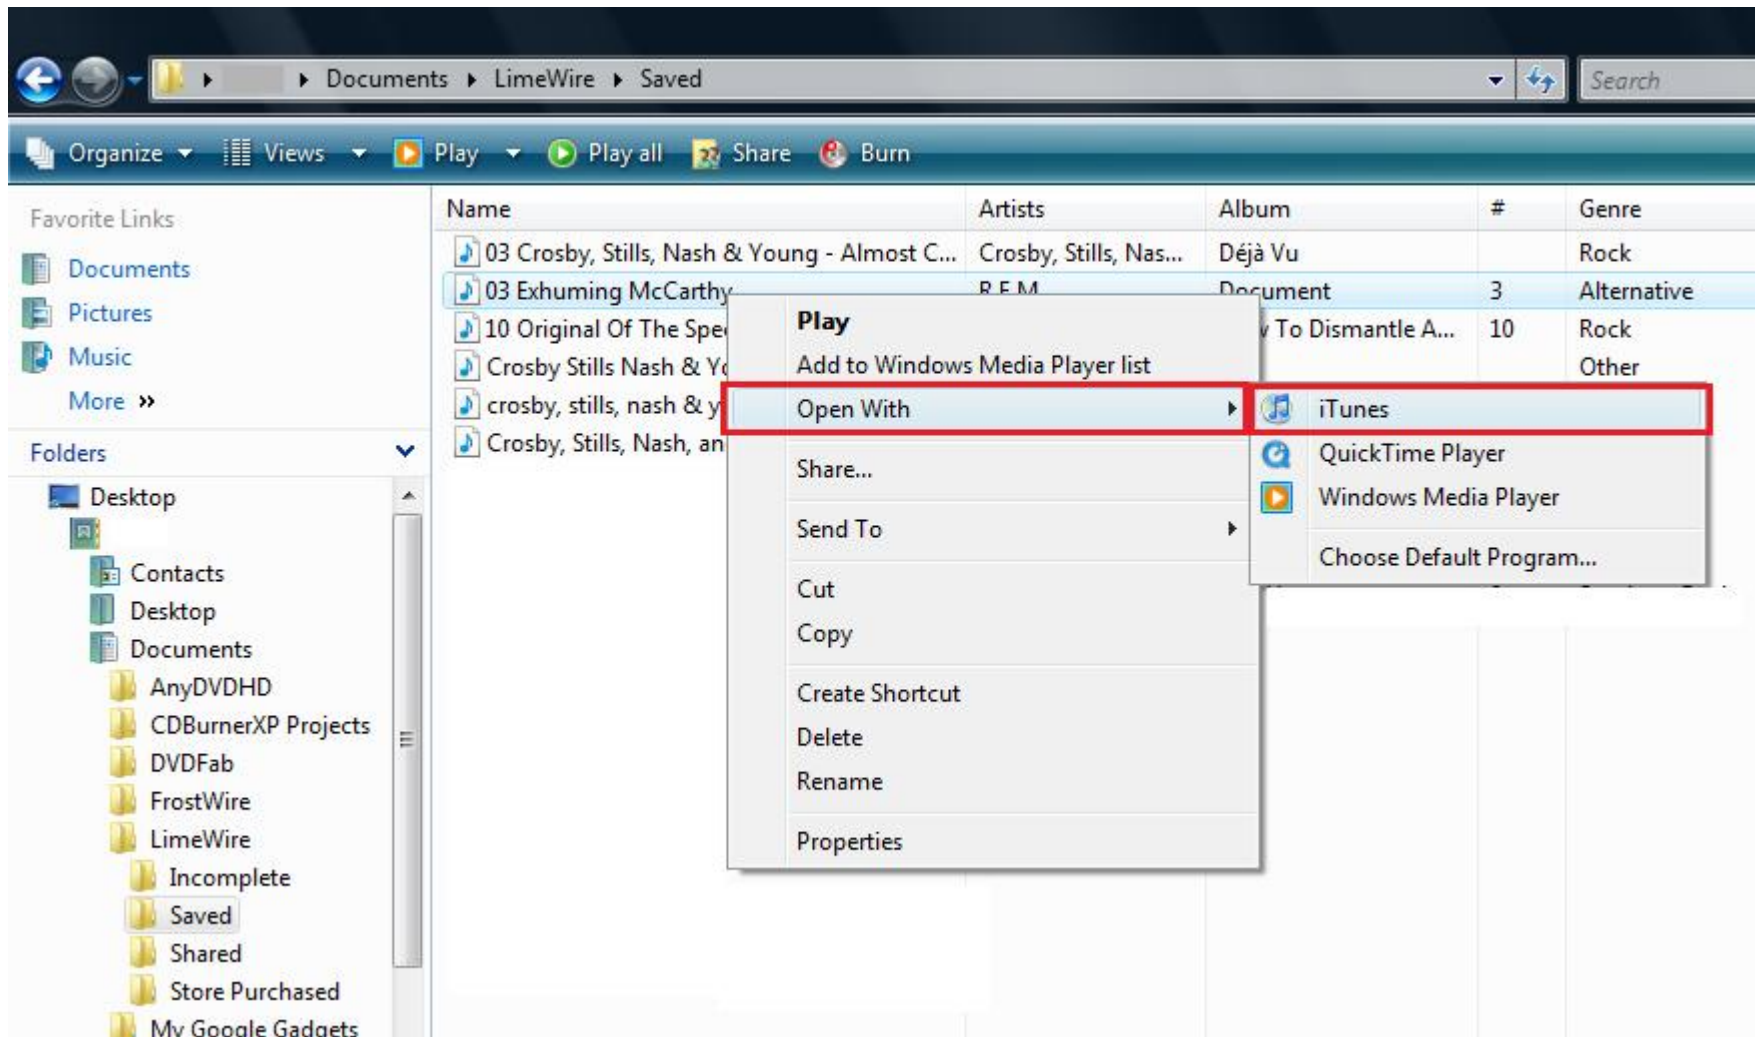 Documents LimeWire Saved
Search
Organize Views Play Play all Share Burn
Favorite Links
Documents
Pictures
Music
More »
Folders
Desktop
Contacts
Desktop
Documents
AnyDVDHD
CDBurnerXP Projects
DVDFab
FrostWire
LimeWire
Incomplete
Saved
Shared
Store Purchased
My Google Gadgets
Name Artists Album # Genre
03 Crosby, Stills, Nash & Young - Almost C... Crosby, Stills, Nas... Déjà Vu Rock
03 Exhuming McCarthy R.E.M. Document 3 Alternative
10 Original Of The To Dismantle A... 10 Rock
Crosby Stills Nash & Other
crosby, stills, nash &
Crosby, Stills, Nash,
Play
Add to Windows Media Player list
Open With
Share...
Send To
Cut
Copy
Create Shortcut
Delete
Rename
Properties
iTunes
QuickTime Player
Windows Media Player
Choose Default Program...